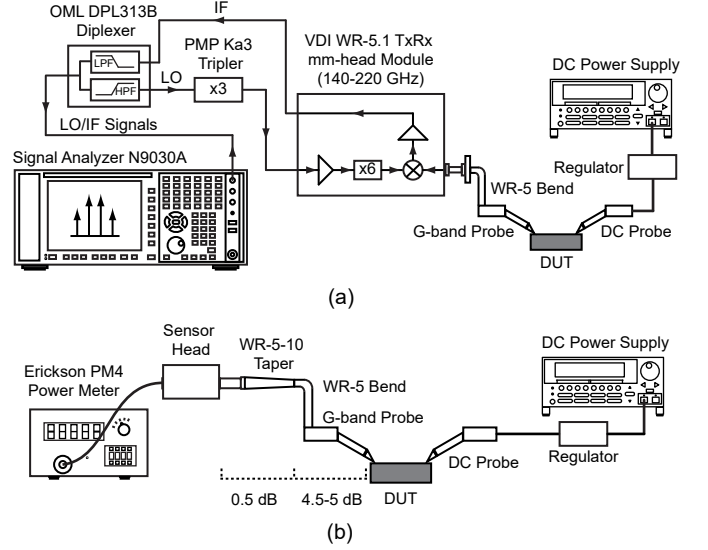 OML DPL313B
Diplexer
IF
LPF
HPF
LO
PMP Ka3
Tripler
x3
VDI WR-5.1 TxRx
mm-head Module
(140-220 GHz)
x6
LO/IF Signals
Signal Analyzer N9030A
DC Power Supply
Regulator
WR-5 Bend
G-band Probe
DC Probe
DUT
(a)
Sensor
Head
WR-5-10
Taper
Erickson PM4
Power Meter
WR-5 Bend
G-band Probe
DC Power Supply
DC Probe
Regulator
0.5 dB
4.5-5 dB
DUT
(b)